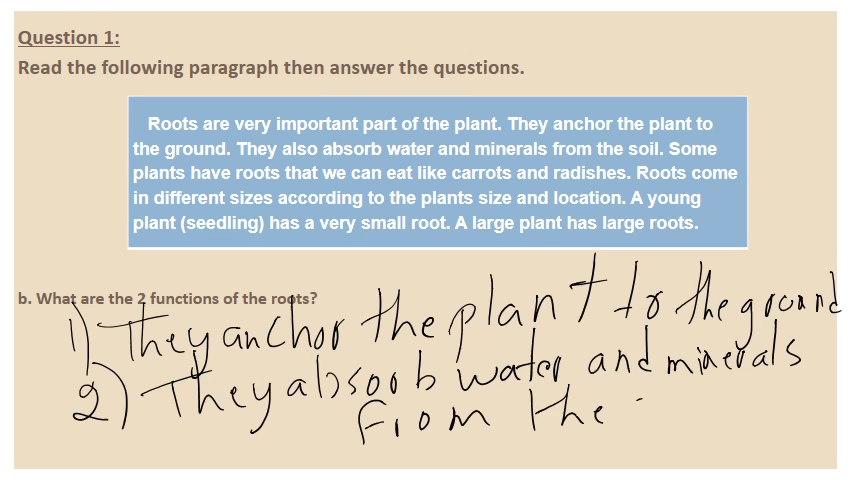 Question 1:
Read the following paragraph then answer the questions.
Roots are very important part of the plant. They anchor the plant to
the ground. They also absorb water and minerals from the soil. Some
plants have roots that we can eat like carrots and radishes. Roots come
in different sizes according to the plants size and location. A young
plant (seedling) has a very small root. A large plant has large roots.
b. What are the 2 functions of the roots?
1) They anchor the plant to the ground
2) They absoob water and minerals
from the